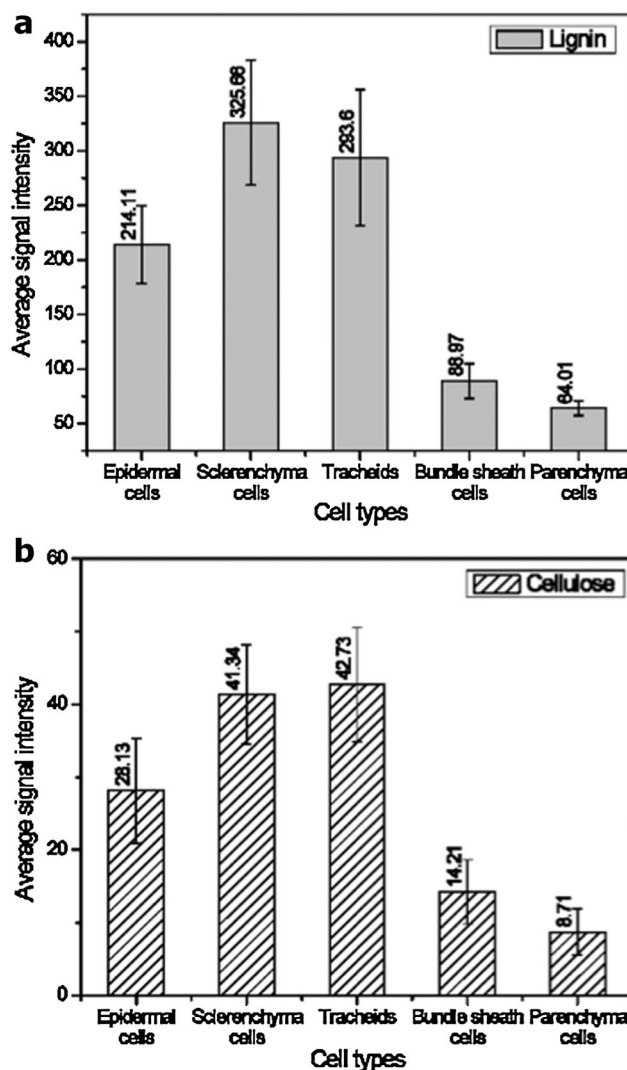 a
Lignin
Average signal intensity
400
350
300
250
200
150
100
50
214.11
325.66
293.6
88.97
64.01
Epidermal cells
Sclerenchyma cells
Tracheids
Bundle sheath cells
Parenchyma cells
Cell types
b
Cellulose
Average signal intensity
60
40
20
0
28.13
41.34
42.73
14.21
8.71
Epidermal cells
Sclerenchyma cells
Tracheids
Bundle sheath cells
Parenchyma cells
Cell types